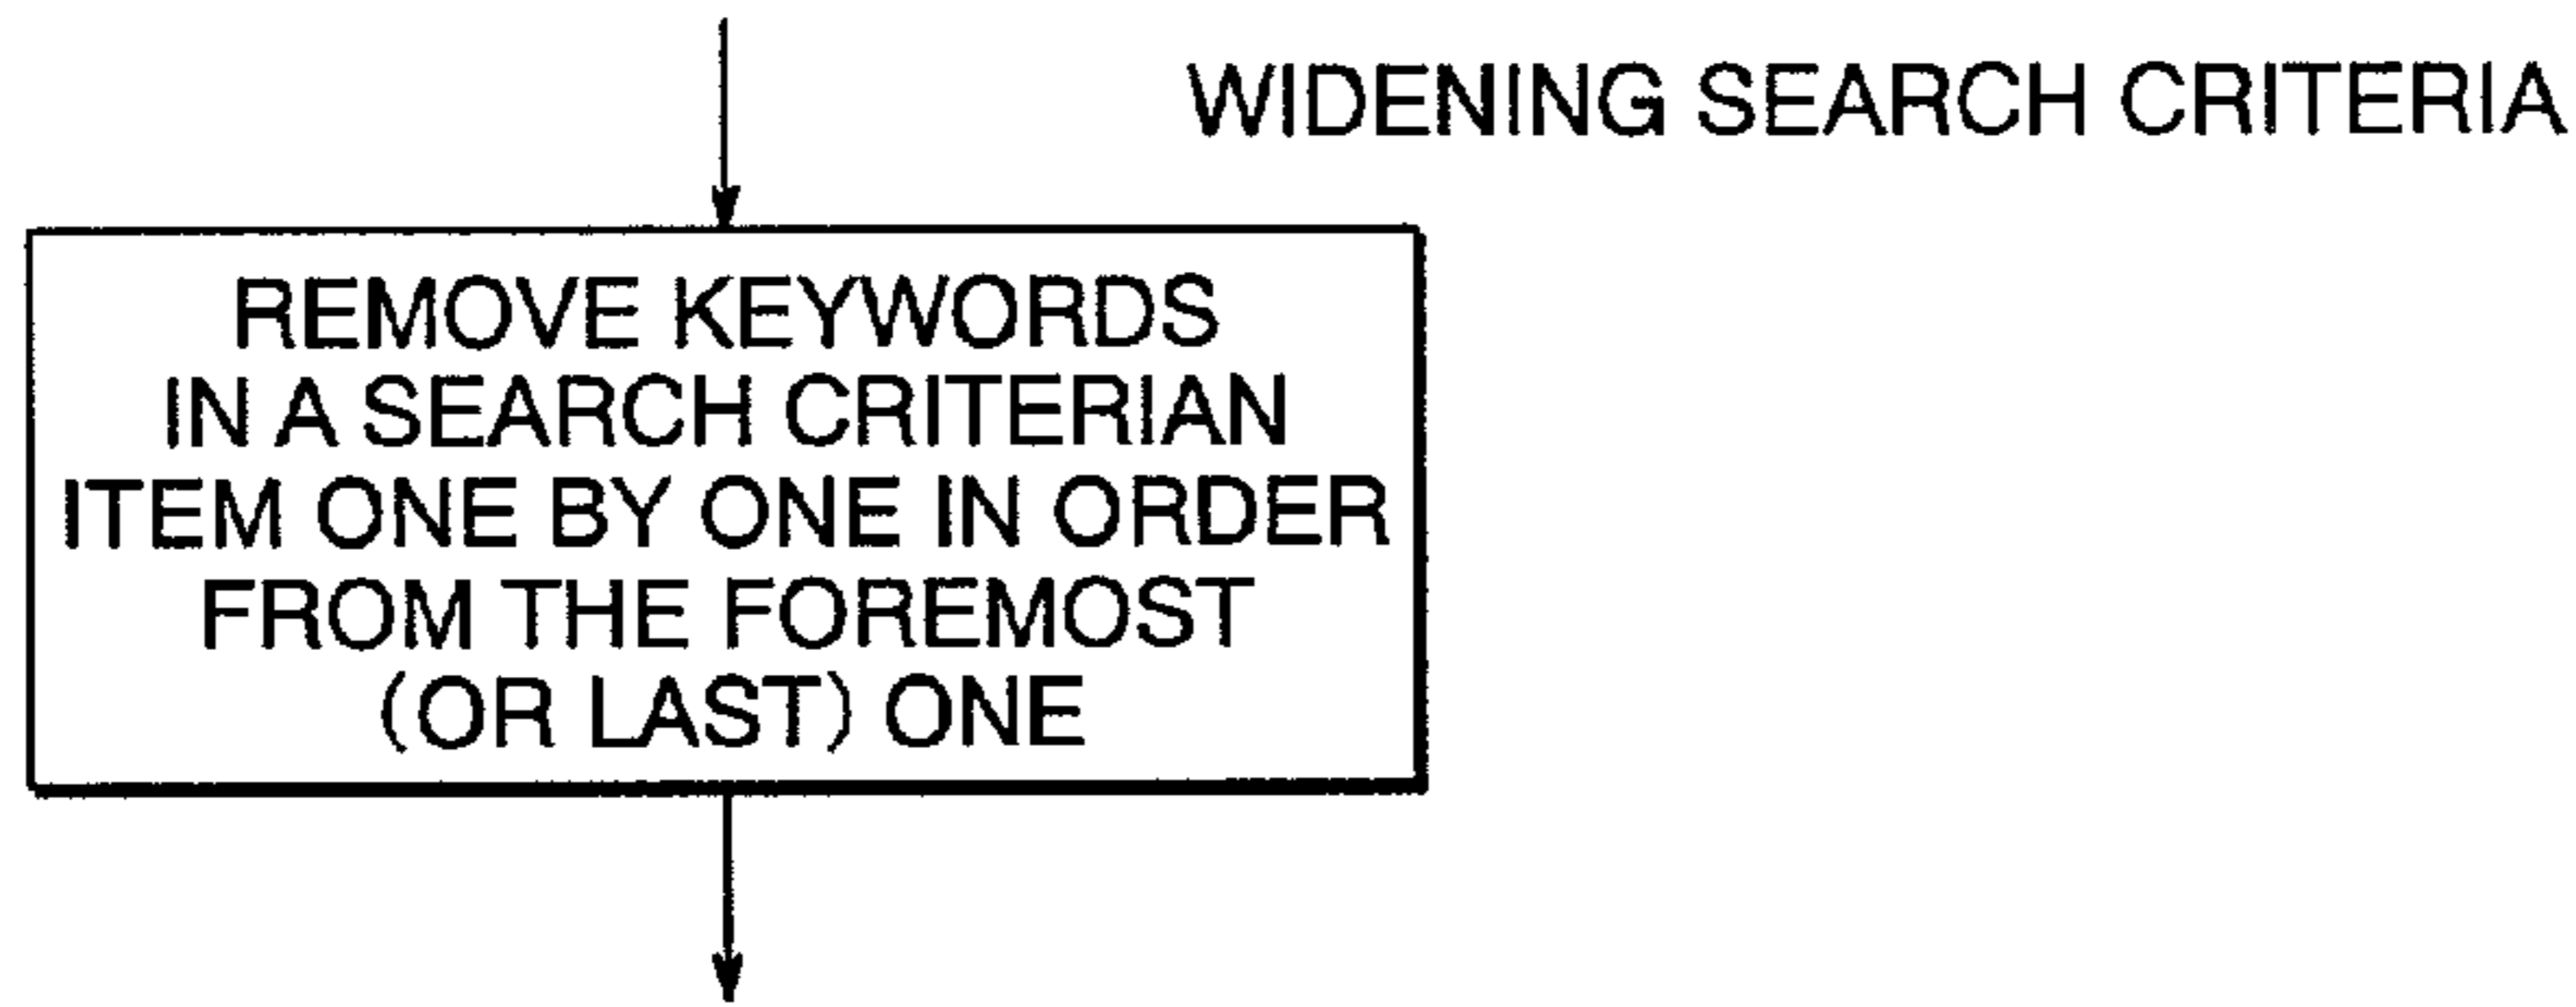 WIDENING SEARCH CRITERIA
REMOVE KEYWORDS
IN A SEARCH CRITERIAN
ITEM ONE BY ONE IN ORDER
FROM THE FOREMOST
(OR LAST) ONE